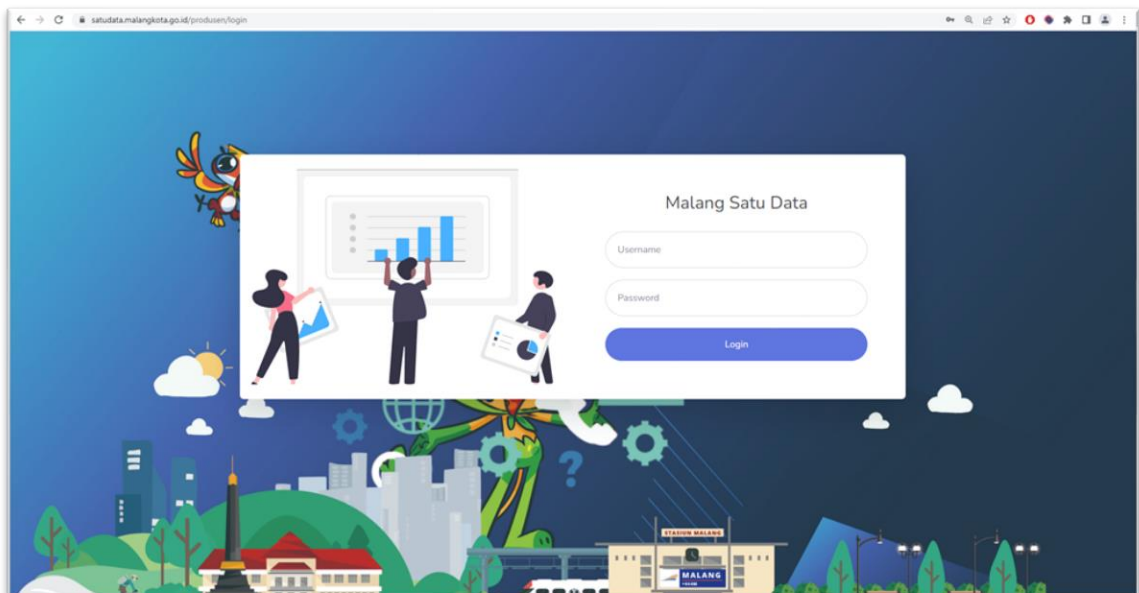 satudata.malangkota.go.id/produsen/login
Malang Satu Data
Username
Password
Login
?
STASIUN MALANG
MALANG